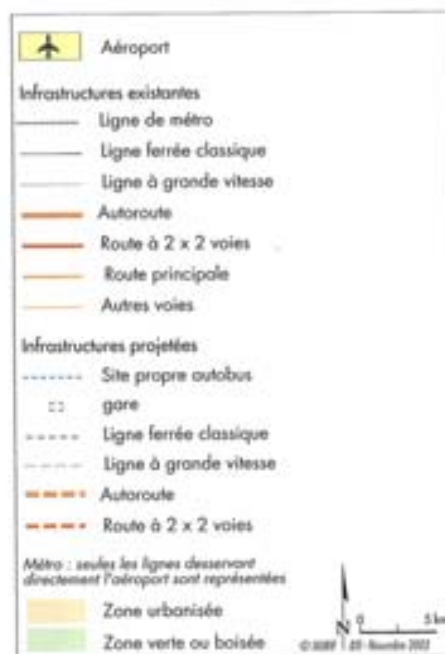 Aéroport
Infrastructures existantes
Ligne de métro
Ligne ferrée classique
Ligne à grande vitesse
Autoroute
Route à 2 x 2 voies
Route principale
Autres voies
Infrastructures projetées
Site propre autobus
gare
Ligne ferrée classique
Ligne à grande vitesse
Autoroute
Route à 2 x 2 voies
Métro : seules les lignes desservant
directement l'aéroport sont représentées
Zone urbanisée
Zone verte ou boisée
N 0 5 km
Novembre